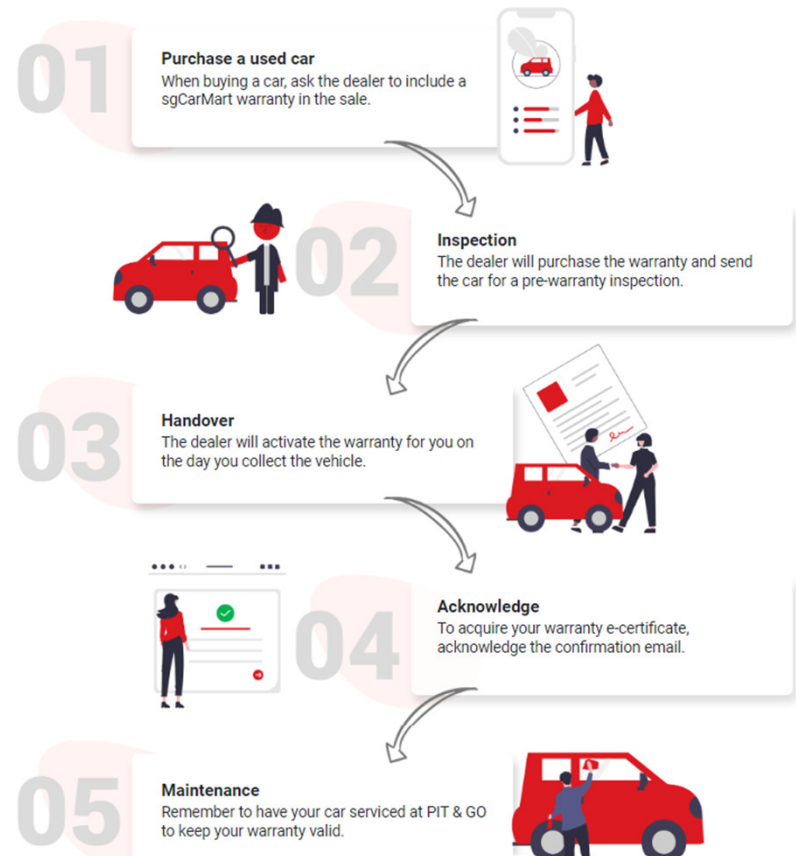 01
Purchase a used car
When buying a car, ask the dealer to include a
sgCarMart warranty in the sale.
02
Inspection
The dealer will purchase the warranty and send
the car for a pre-warranty inspection.
03
Handover
The dealer will activate the warranty for you on
the day you collect the vehicle.
04
Acknowledge
To acquire your warranty e-certificate,
acknowledge the confirmation email.
05
Maintenance
Remember to have your car serviced at PIT & GO
to keep your warranty valid.